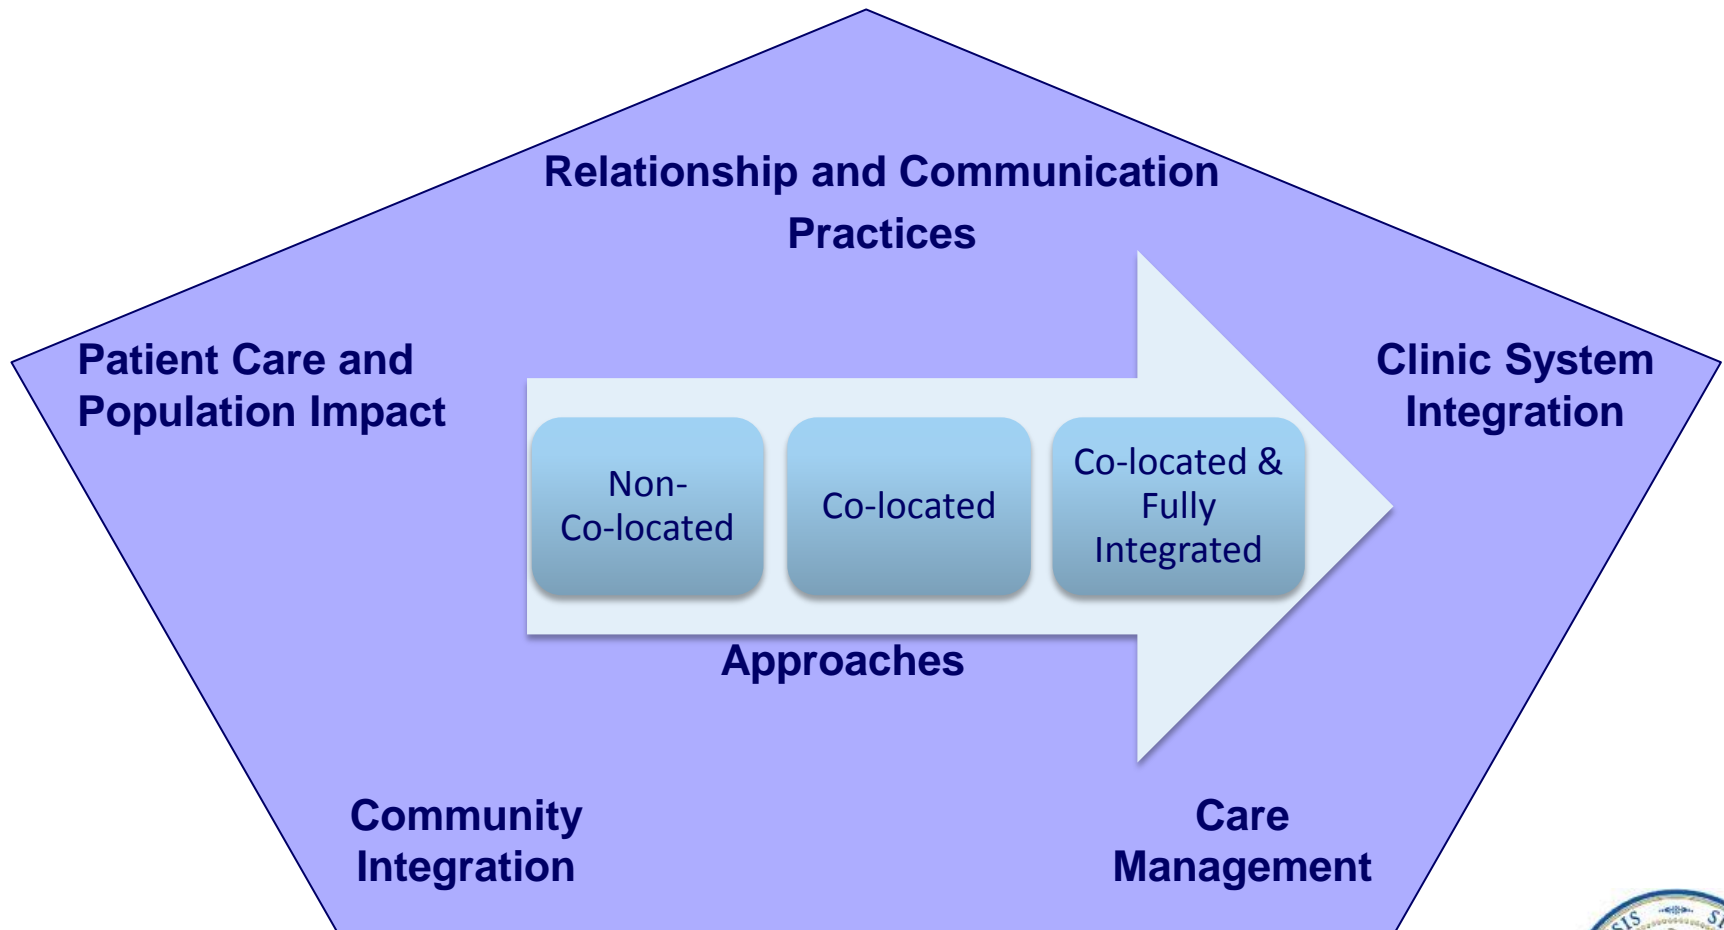 Relationship and Communication
Practices
Patient Care and
Population Impact
Clinic System
Integration
Non-
Co-located
Co-located
Co-located &
Fully
Integrated
Approaches
Community
Integration
Care
Management
SIS